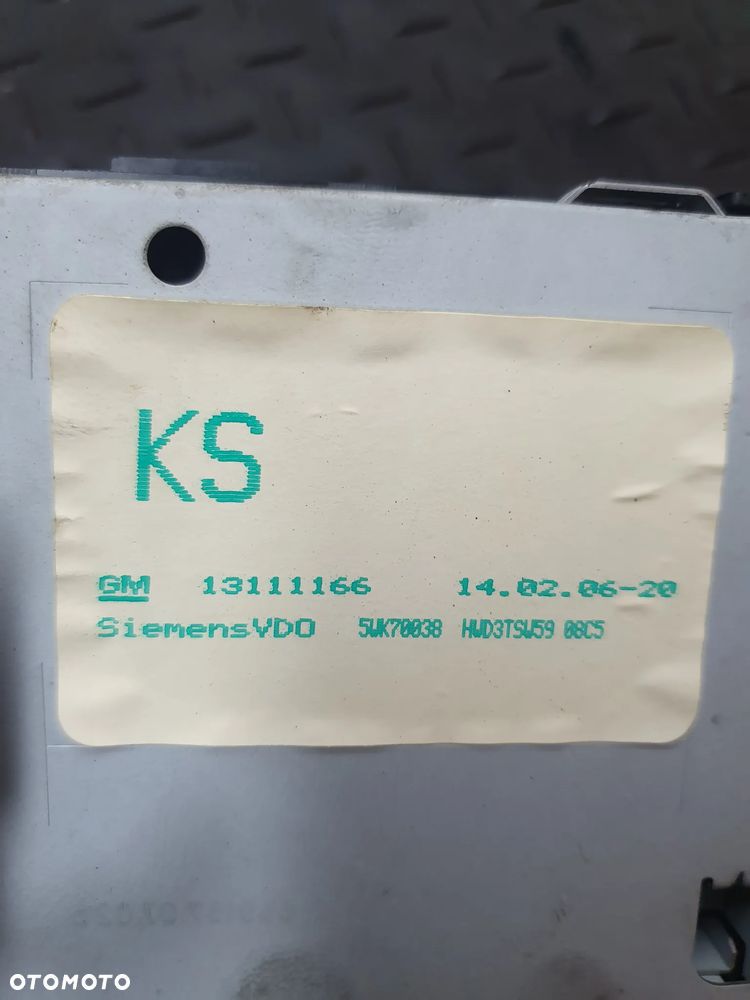 KS
GM 13111166 14.02.06-20
SiemensVDO 5WK70038 HWD3TSW59 08C5
OTOMOTO